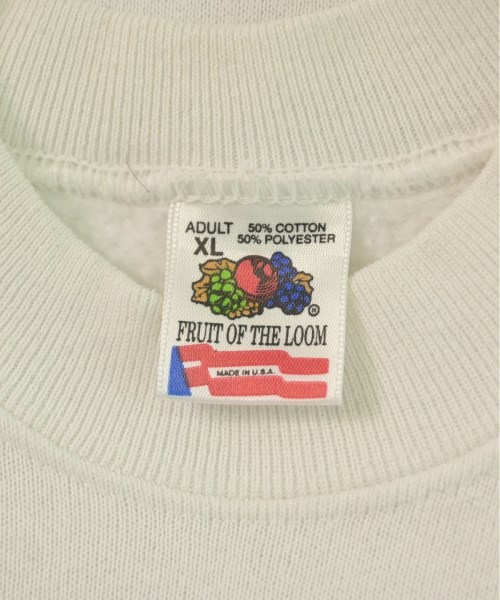 ADULT 50% COTTON
XL 50% POLYESTER
®
FRUIT OF THE LOOM
MADE IN U.S.A.